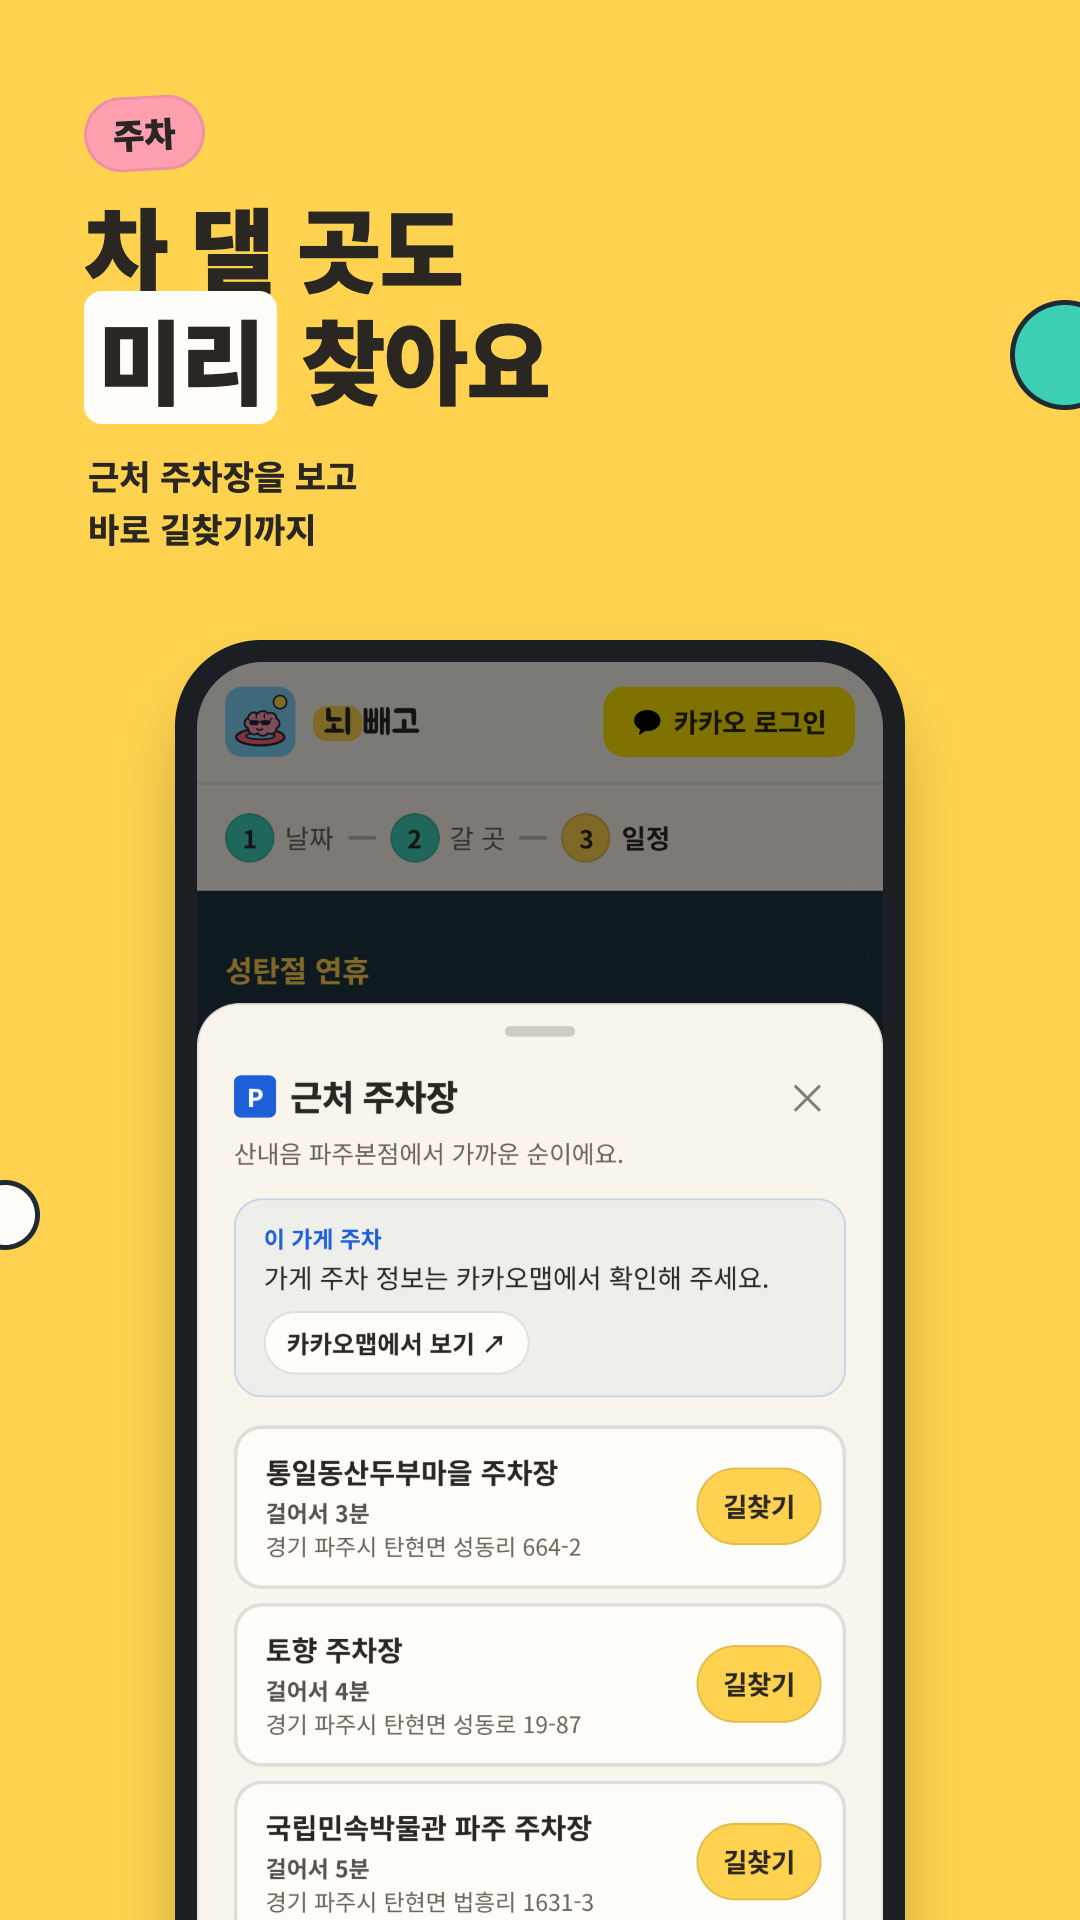 주차
차 댈 곳도
미리 찾아요
근처 주차장을 보고
바로 길찾기까지
뇌빼고
카카오 로그인
1 날짜 2 갈 곳 3 일정
성탄절 연휴
P 근처 주차장
산내음 파주본점에서 가까운 순이에요.
이 가게 주차
가게 주차 정보는 카카오맵에서 확인해 주세요.
카카오맵에서 보기 ↗
통일동산두부마을 주차장
걸어서 3분
경기 파주시 탄현면 성동리 664-2
길찾기
토향 주차장
걸어서 4분
경기 파주시 탄현면 성동로 19-87
길찾기
국립민속박물관 파주 주차장
걸어서 5분
경기 파주시 탄현면 법흥리 1631-3
길찾기